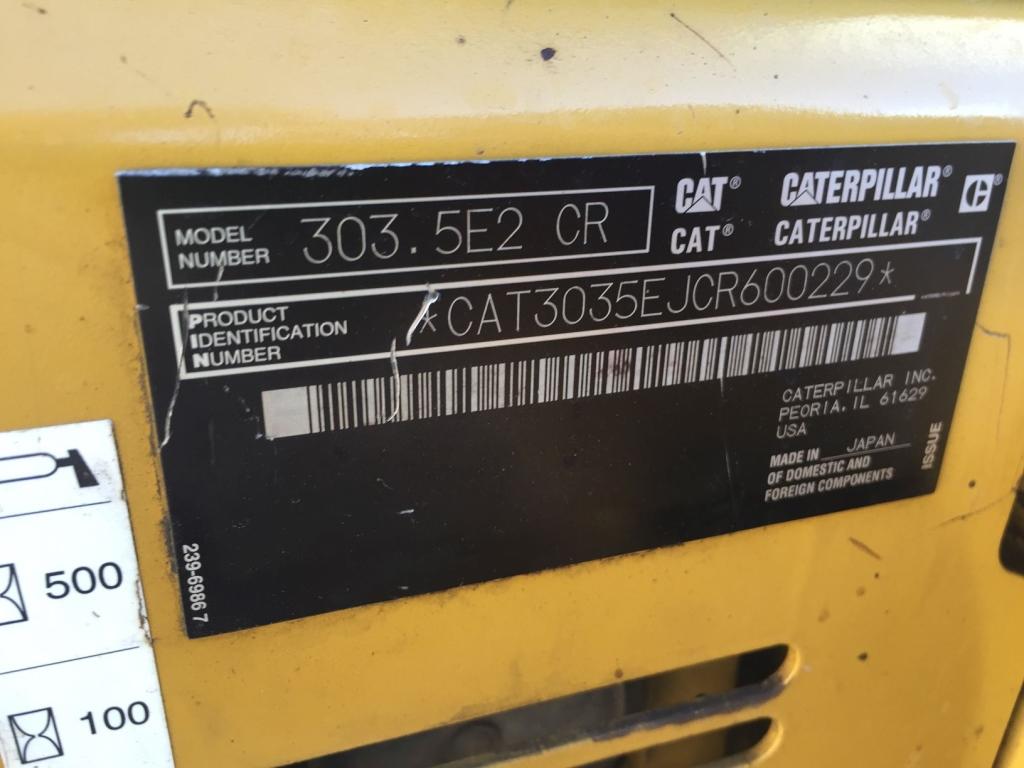 MODEL
NUMBER
303.5E2 CR
CAT® CATERPILLAR®
CAT® CATERPILLAR®
PRODUCT
IDENTIFICATION
NUMBER
*CAT3035EJCR600229*
CATERPILLAR INC.
PEORIA, IL 61629
USA
MADE IN JAPAN
OF DOMESTIC AND
FOREIGN COMPONENTS
ISSUE
239-6986 7
500
100